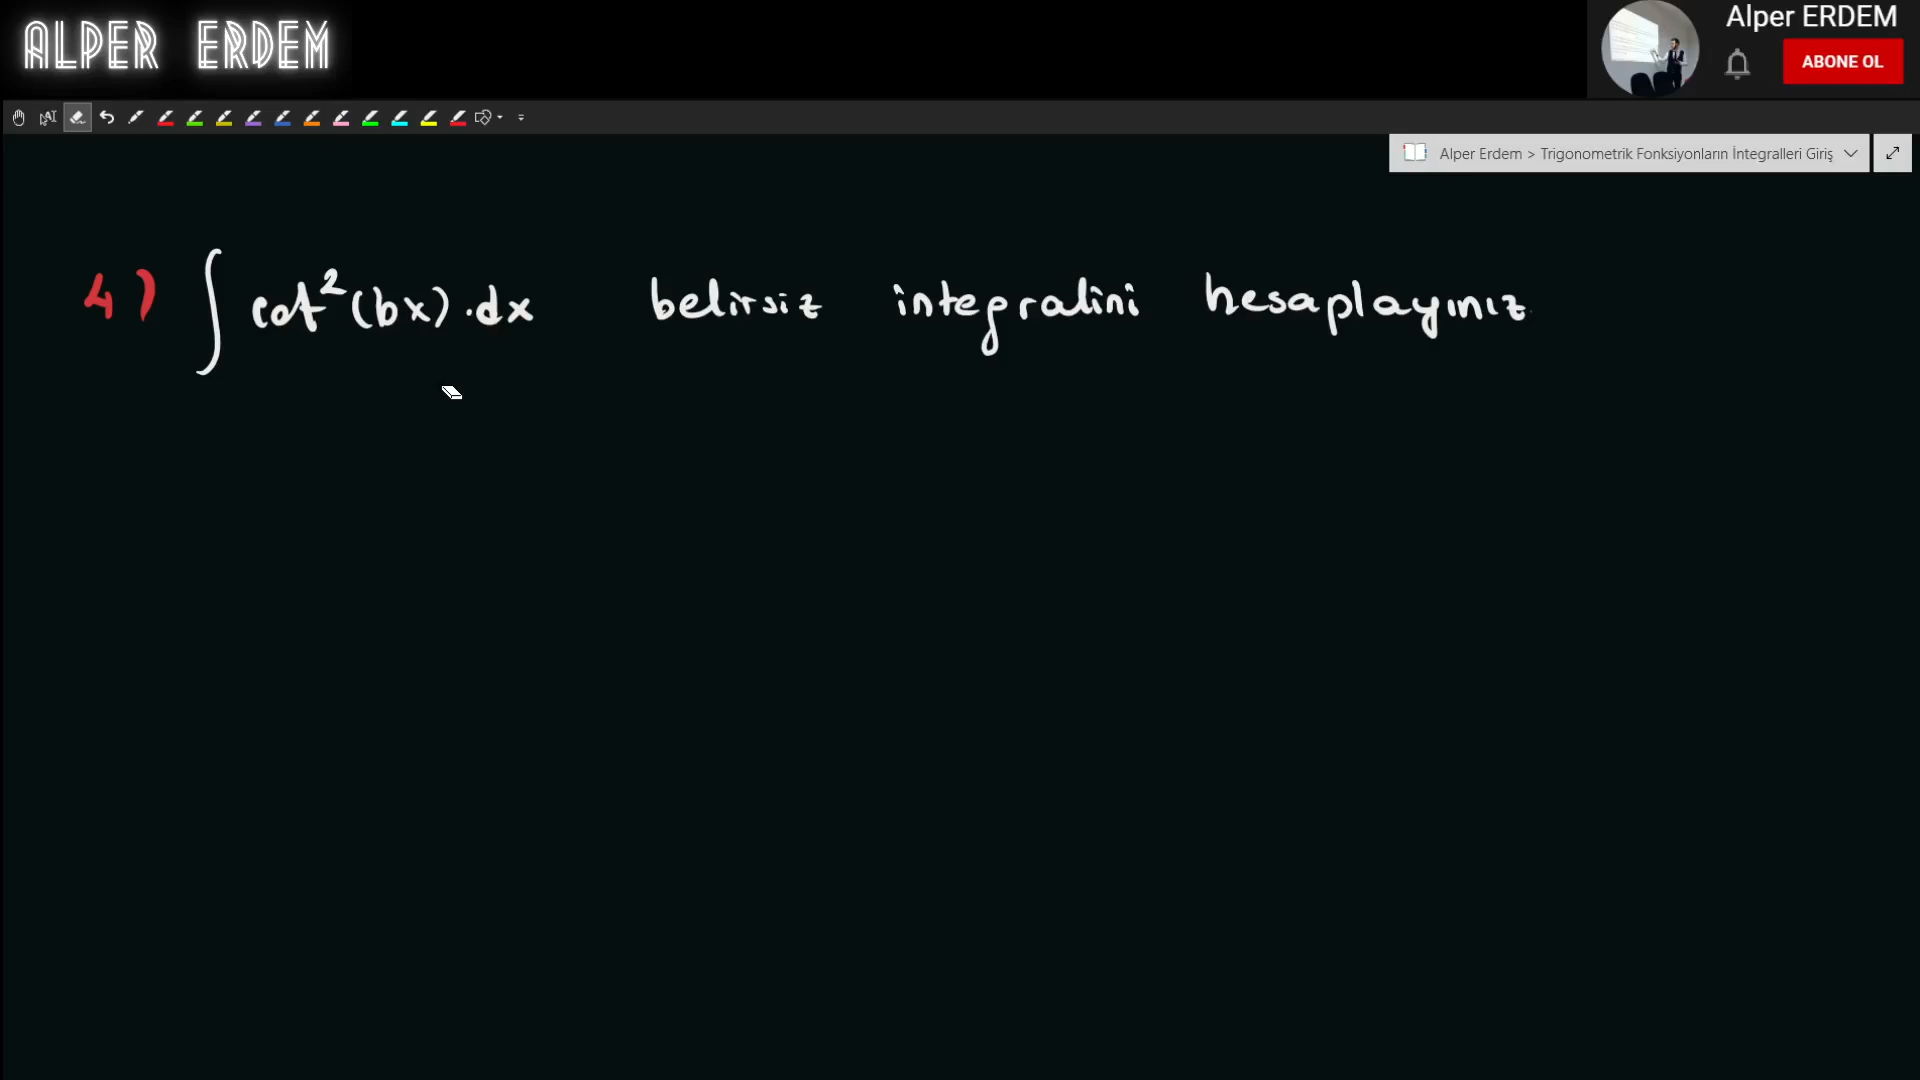 ALPER ERDEM
Alper ERDEM
ABONE OL
Alper Erdem > Trigonometrik Fonksiyonların İntegralleri Giriş
4) ∫ cot²(bx).dx belirsiz integralini hesaplayınız.